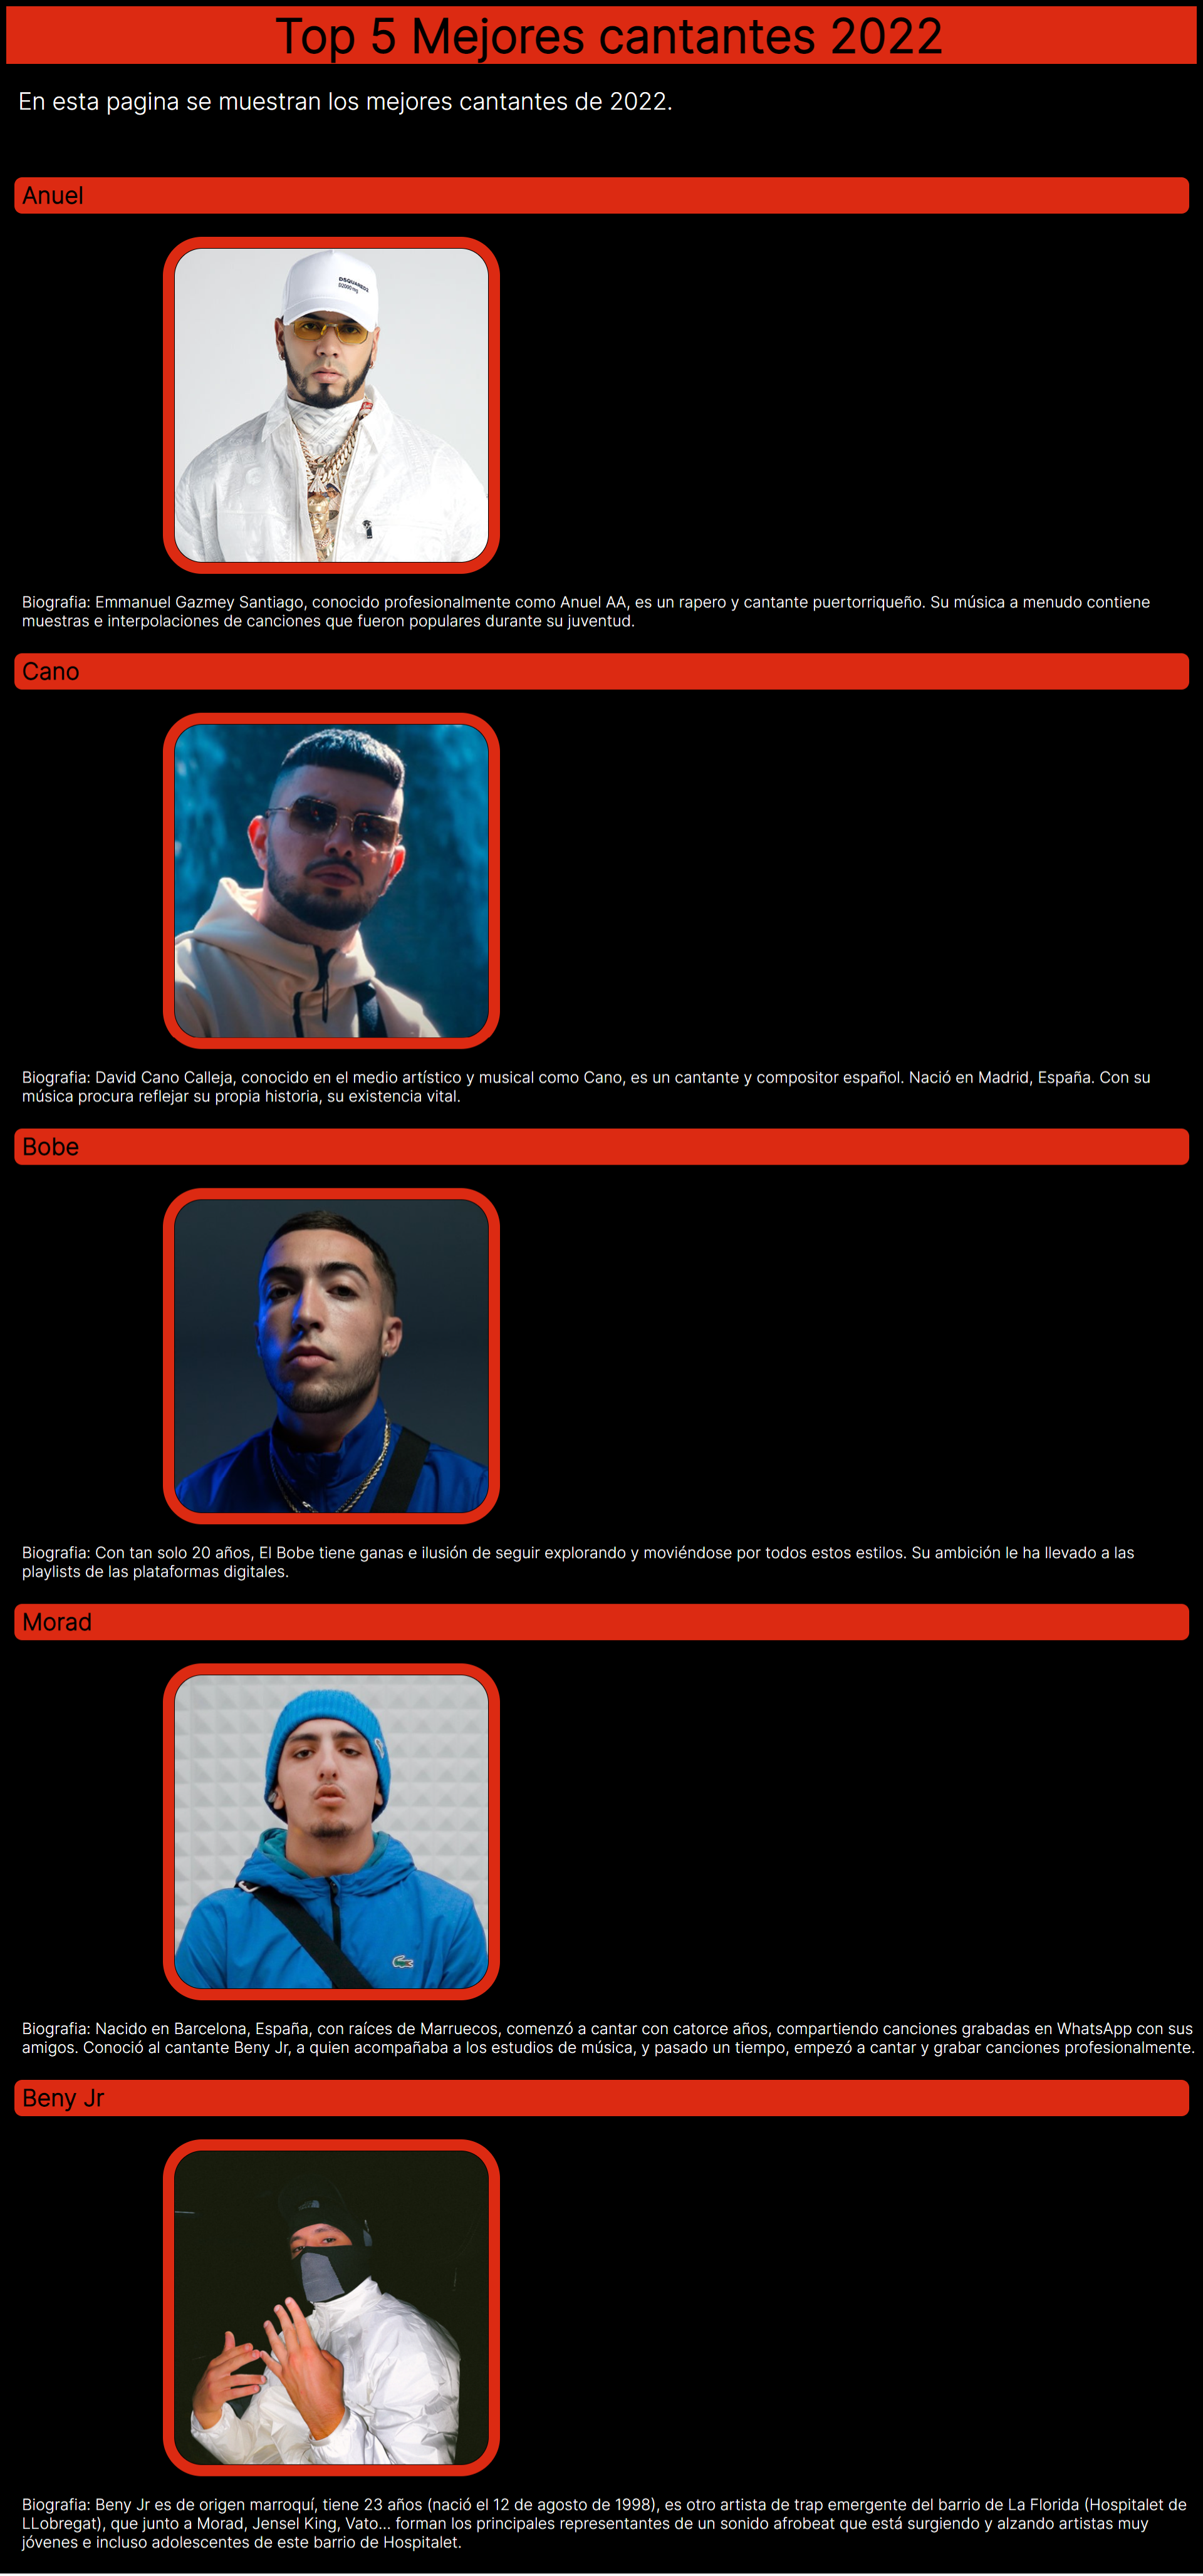 Top 5 Mejores cantantes 2022
En esta pagina se muestran los mejores cantantes de 2022.
Anuel
DSQUARED2
Biografia: Emmanuel Gazmey Santiago, conocido profesionalmente como Anuel AA, es un rapero y cantante puertorriqueño. Su música a menudo contiene
muestras e interpolaciones de canciones que fueron populares durante su juventud.
Cano
Biografia: David Cano Calleja, conocido en el medio artístico y musical como Cano, es un cantante y compositor español. Nació en Madrid, España. Con su
música procura reflejar su propia historia, su existencia vital.
Bobe
Biografia: Con tan solo 20 años, El Bobe tiene ganas e ilusión de seguir explorando y moviéndose por todos estos estilos. Su ambición le ha llevado a las
playlists de las plataformas digitales.
Morad
Biografia: Nacido en Barcelona, España, con raíces de Marruecos, comenzó a cantar con catorce años, compartiendo canciones grabadas en WhatsApp con sus
amigos. Conoció al cantante Beny Jr, a quien acompañaba a los estudios de música, y pasado un tiempo, empezó a cantar y grabar canciones profesionalmente.
Beny Jr
Biografia: Beny Jr es de origen marroquí, tiene 23 años (nació el 12 de agosto de 1998), es otro artista de trap emergente del barrio de La Florida (Hospitalet de
LLobregat), que junto a Morad, Jensel King, Vato... forman los principales representantes de un sonido afrobeat que está surgiendo y alzando artistas muy
jóvenes e incluso adolescentes de este barrio de Hospitalet.